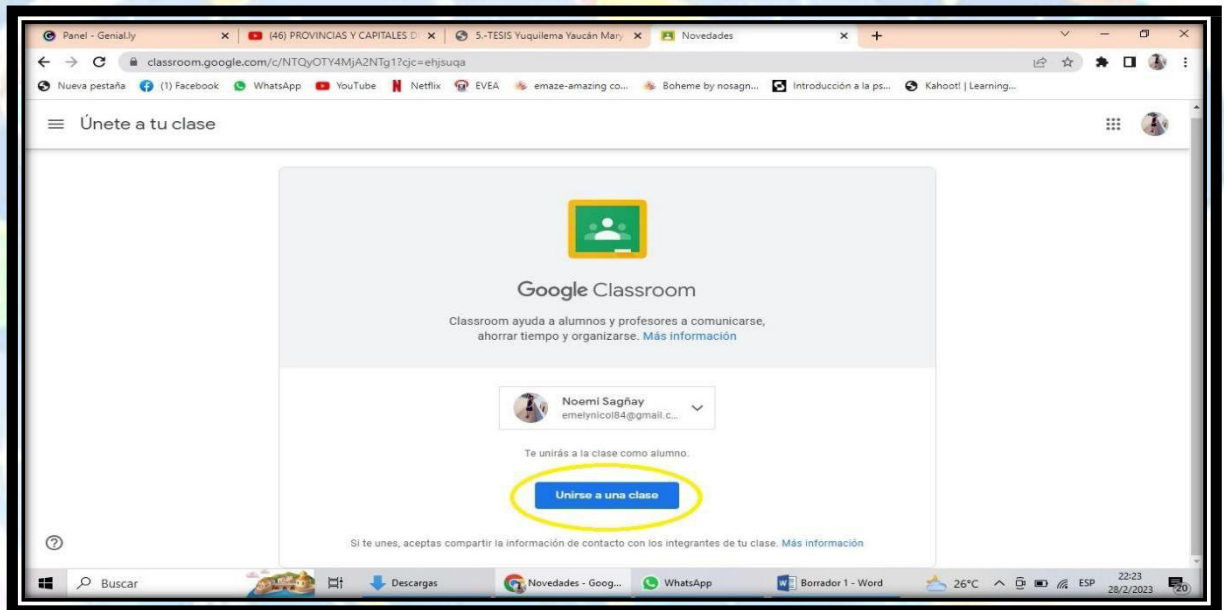 Panel - Genial.ly
(46) PROVINCIAS Y CAPITALES D
5.-TESIS Yuquilema Yaucán Mary
Novedades
classroom.google.com/c/NTQyOTY4MjA2NTg1?cjc=ehjsuqa
Nueva pestaña
(1) Facebook
WhatsApp
YouTube
Netflix
EVEA
emaze-amazing co...
Boheme by nosagn...
Introducción a la ps...
Kahoot! | Learning...
Únete a tu clase
Google Classroom
Classroom ayuda a alumnos y profesores a comunicarse,
ahorrar tiempo y organizarse. Más información
Noemi Sagñay
emelynicol84@gmail.c...
Te unirás a la clase como alumno.
Unirse a una clase
Si te unes, aceptas compartir la información de contacto con los integrantes de tu clase. Más información
Buscar
Descargas
Novedades - Goog...
WhatsApp
Borrador 1 - Word
26°C
ESP
22:23
28/2/2023
20